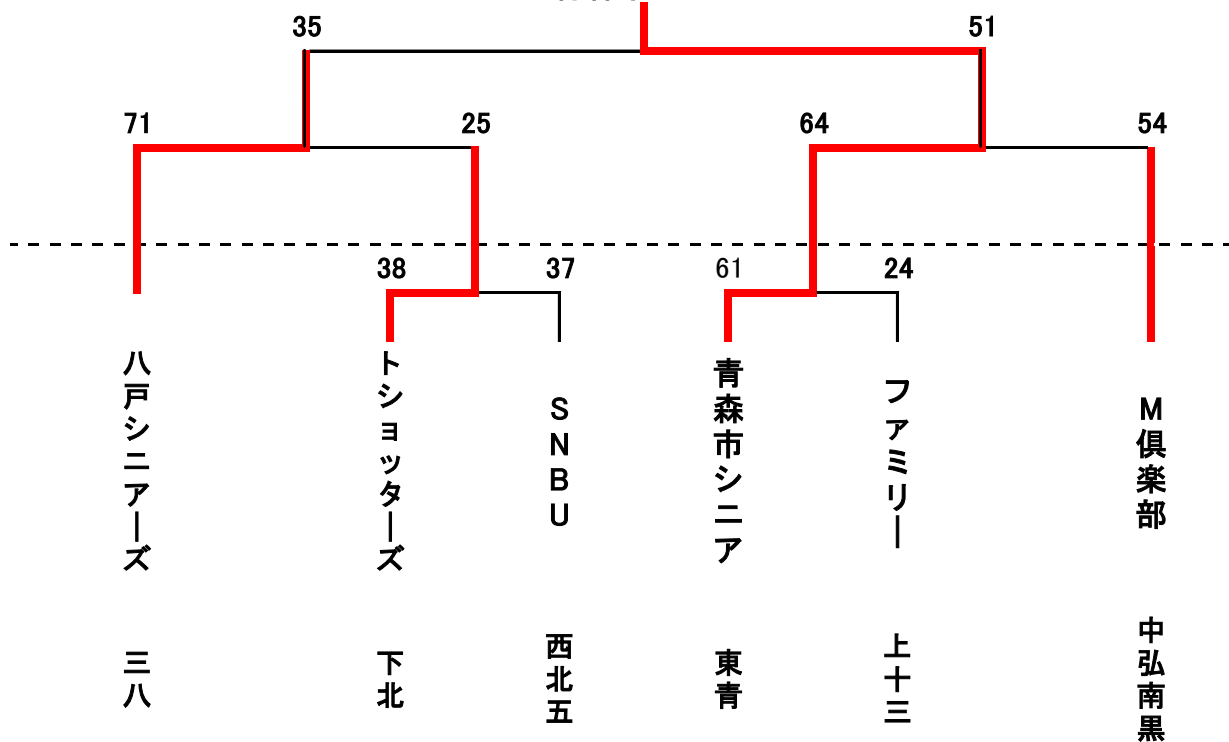 35
51
71
25
64
54
38
37
61
24
八戸シニアーズ
トショッターズ
SNBU
青森市シニア
ファミリー
M倶楽部
三八
下北
西北五
東青
上十三
中弘南黒